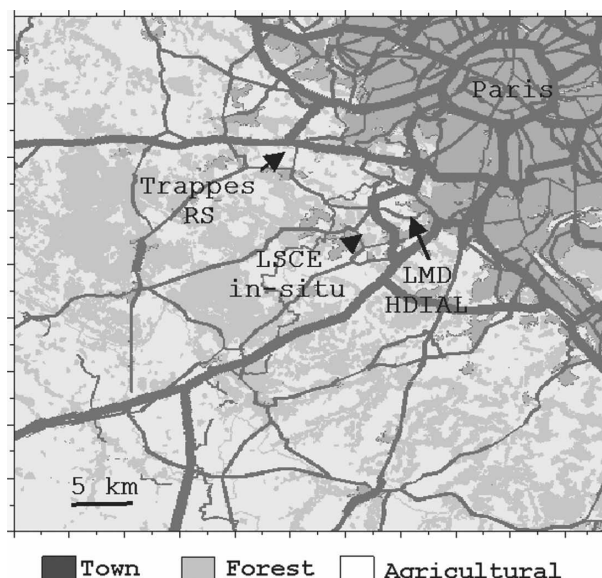 Paris
Trappes
RS
LSCE
in-situ
LMD
HDIAL
5 km
Town Forest Agricultural